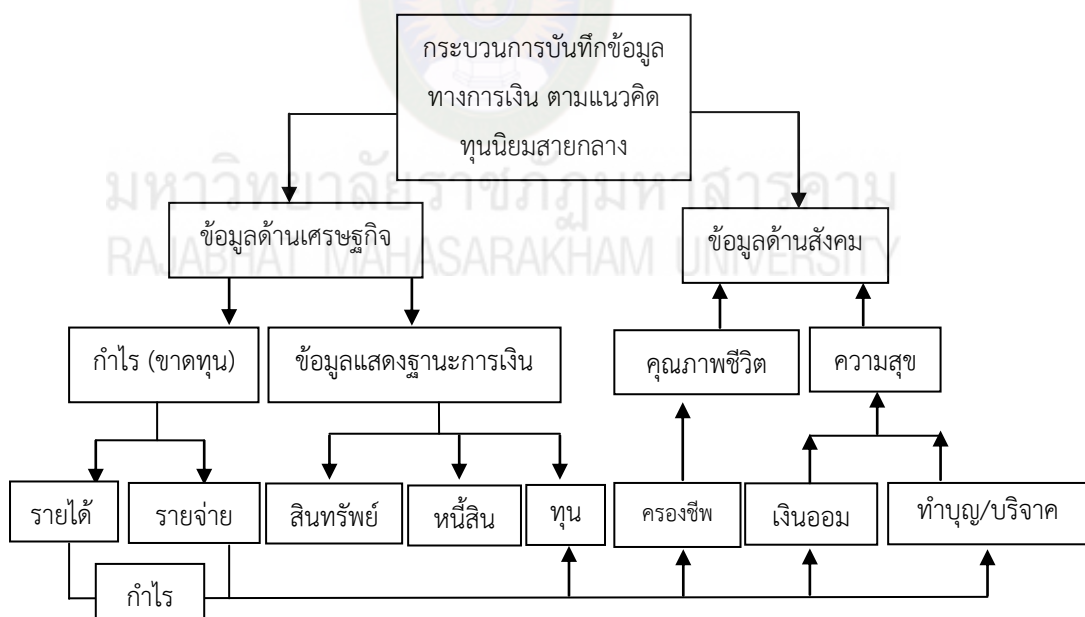 กระบวนการบันทึกข้อมูล
ทางการเงิน ตามแนวคิด
ทุนนิยมสายกลาง
มหาวิทยาลัยราชภัฏมหาสารคาม
RAJABHAT MAHASARAKHAM UNIVERSITY
ข้อมูลด้านเศรษฐกิจ
ข้อมูลด้านสังคม
กำไร (ขาดทุน)
ข้อมูลแสดงฐานะการเงิน
คุณภาพชีวิต
ความสุข
รายได้
รายจ่าย
สินทรัพย์
หนี้สิน
ทุน
ครองชีพ
เงินออม
ทำบุญ/บริจาค
กำไร